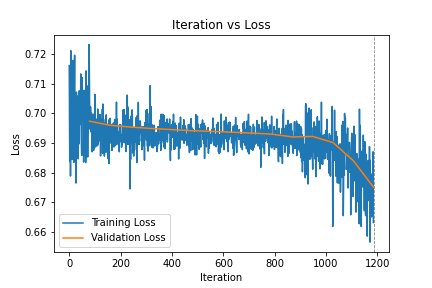 Iteration vs Loss
0.72
0.71
0.70
0.69
0.68
0.67
0.66
Loss
Training Loss
Validation Loss
0 200 400 600 800 1000 1200
Iteration